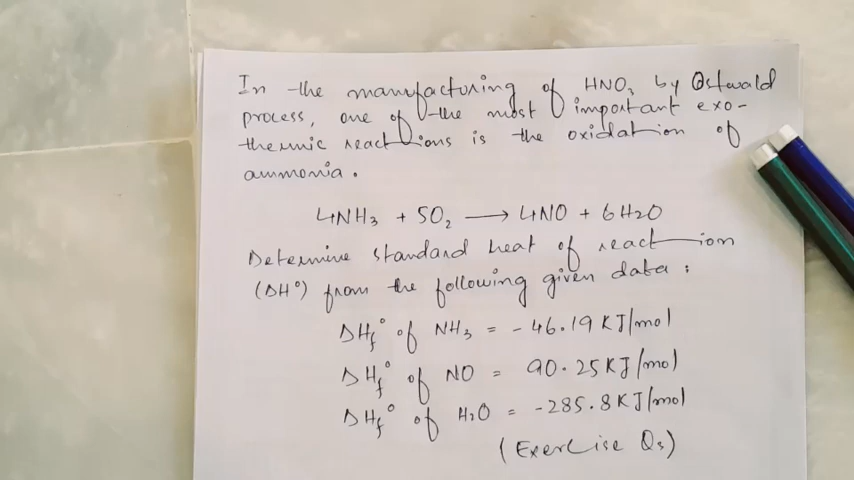 In the manufacturing of HNO₃ by Ostwald
process, one of the most important exo-
thermic reactions is the oxidation of
ammonia.
4NH₃ + 5O₂ ⟶ 4NO + 6H2O
Determine standard heat of reaction
(ΔH°) from the following given data:
ΔHf° of NH₃ = -46.19 KJ/mol
ΔHf° of NO = 90.25 KJ/mol
ΔHf° of H₂O = -285.8 KJ/mol
(Exercise Qs)